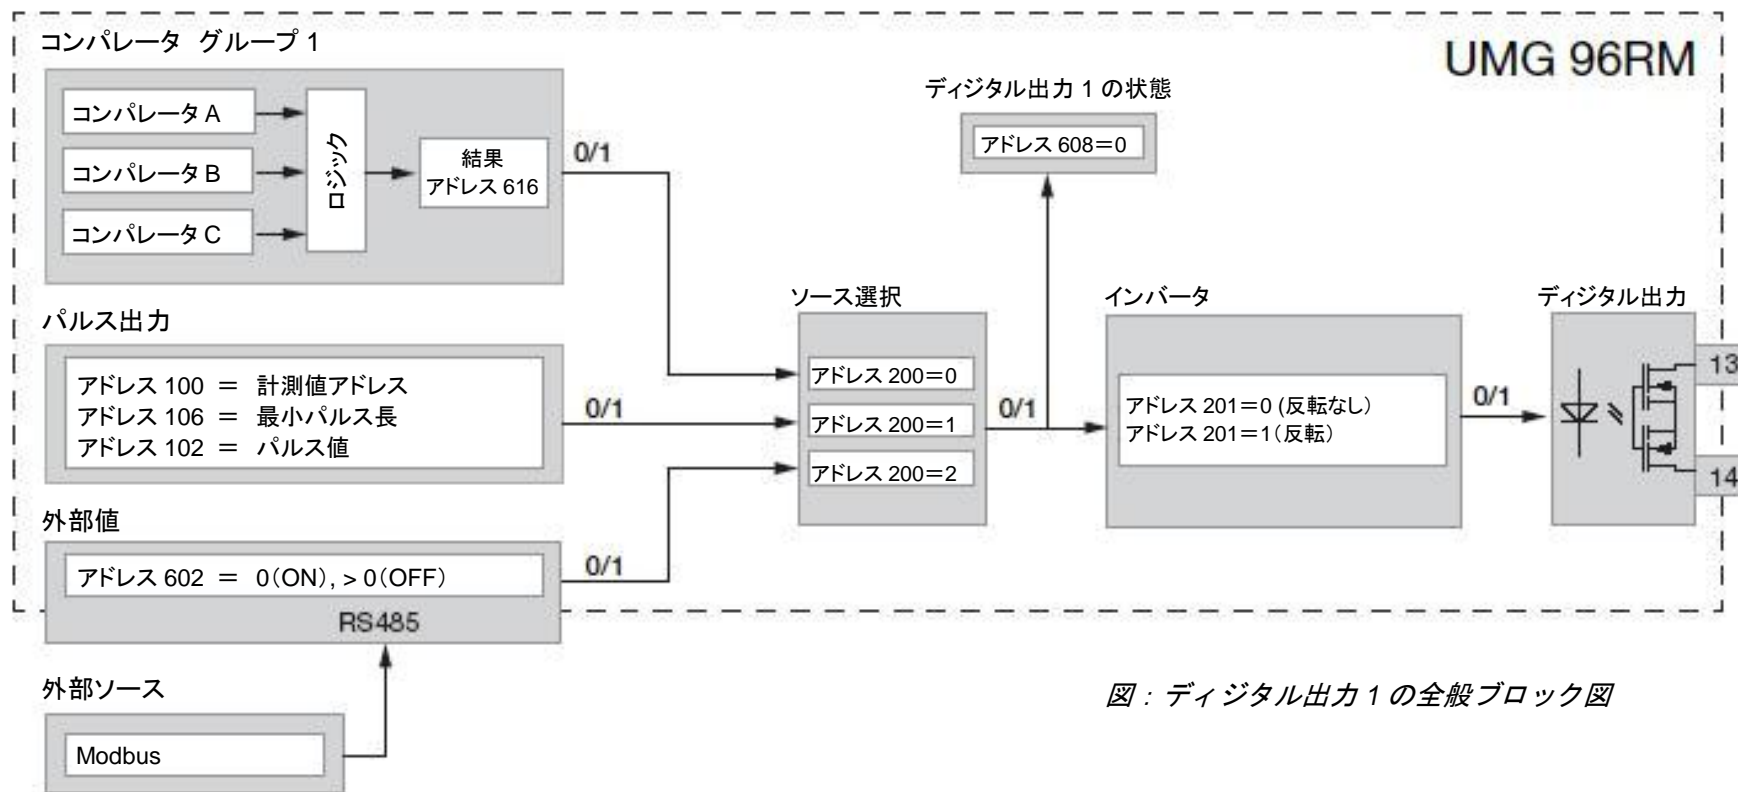 コンパレータ グループ 1
UMG 96RM
コンパレータ A
コンパレータ B
コンパレータ C
ロジック
結果
アドレス 616
0/1
ディジタル出力 1 の状態
アドレス 608=0
パルス出力
アドレス 100 = 計測値アドレス
アドレス 106 = 最小パルス長
アドレス 102 = パルス値
0/1
ソース選択
アドレス 200=0
アドレス 200=1
アドレス 200=2
0/1
インバータ
アドレス 201=0 (反転なし)
アドレス 201=1(反転)
0/1
ディジタル出力
13
14
外部値
アドレス 602 = 0(ON), > 0(OFF)
RS485
0/1
外部ソース
Modbus
図 : ディジタル出力 1 の全般ブロック図